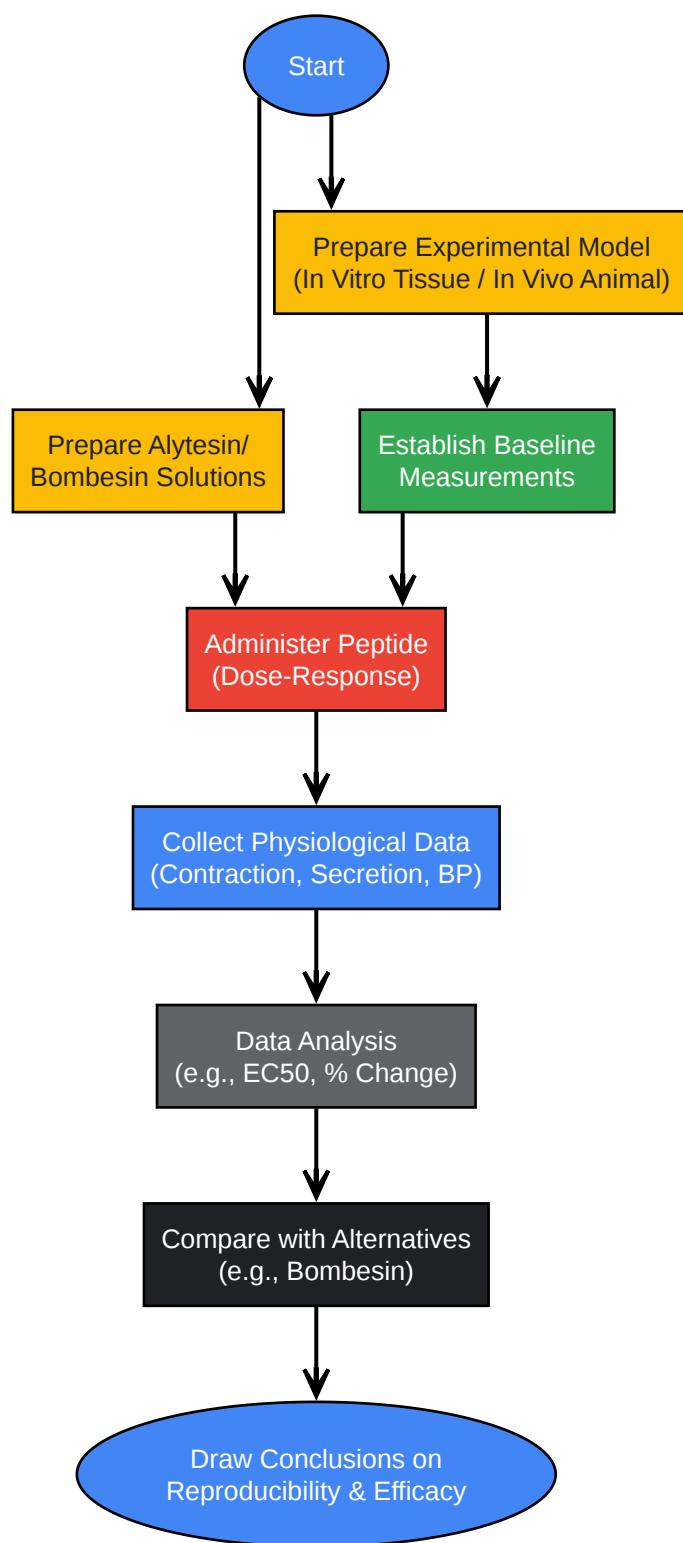 Start
Prepare Experimental Model
(In Vitro Tissue / In Vivo Animal)
Prepare Alytesin/
Bombesin Solutions
Establish Baseline
Measurements
Administer Peptide
(Dose-Response)
Collect Physiological Data
(Contraction, Secretion, BP)
Data Analysis
(e.g., EC50, % Change)
Compare with Alternatives
(e.g., Bombesin)
Draw Conclusions on
Reproducibility & Efficacy